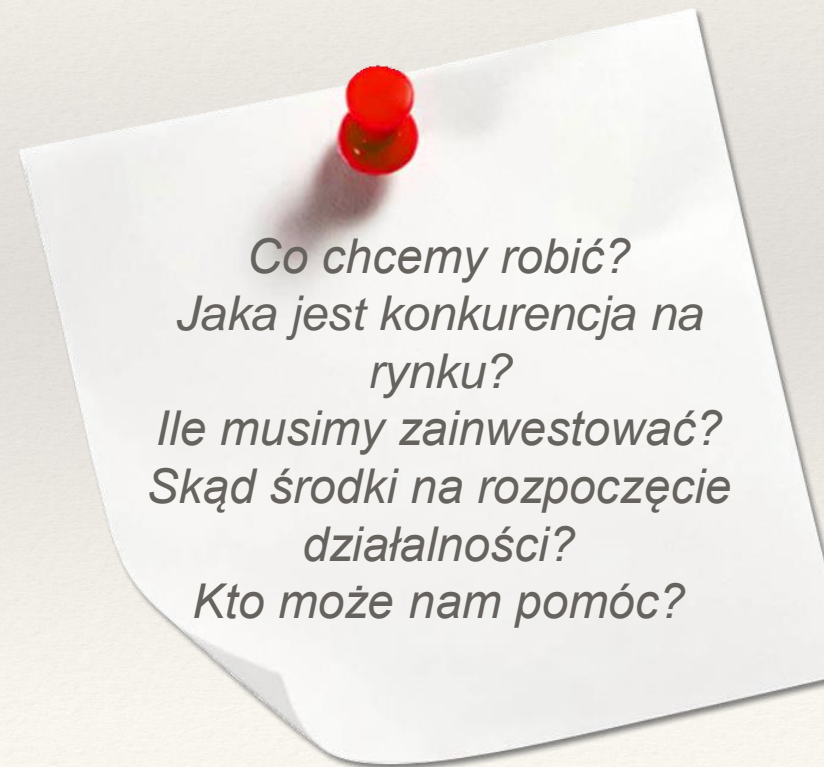 Co chcemy robić?
Jaka jest konkurencja na
rynku?
Ile musimy zainwestować?
Skąd środki na rozpoczęcie
działalności?
Kto może nam pomóc?